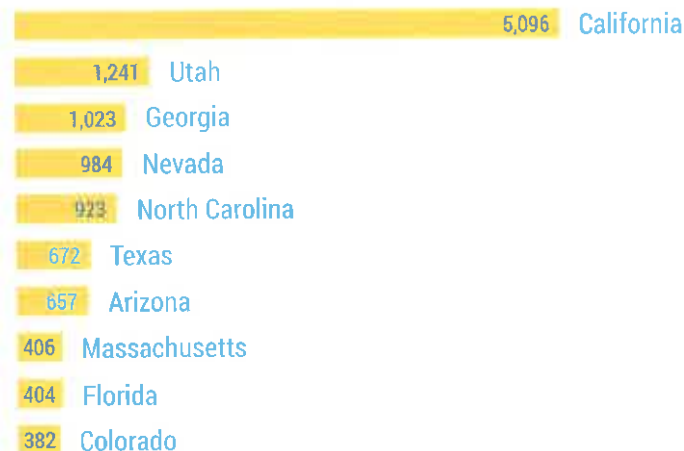 5,096 California
1,241 Utah
1,023 Georgia
984 Nevada
923 North Carolina
672 Texas
657 Arizona
406 Massachusetts
404 Florida
382 Colorado